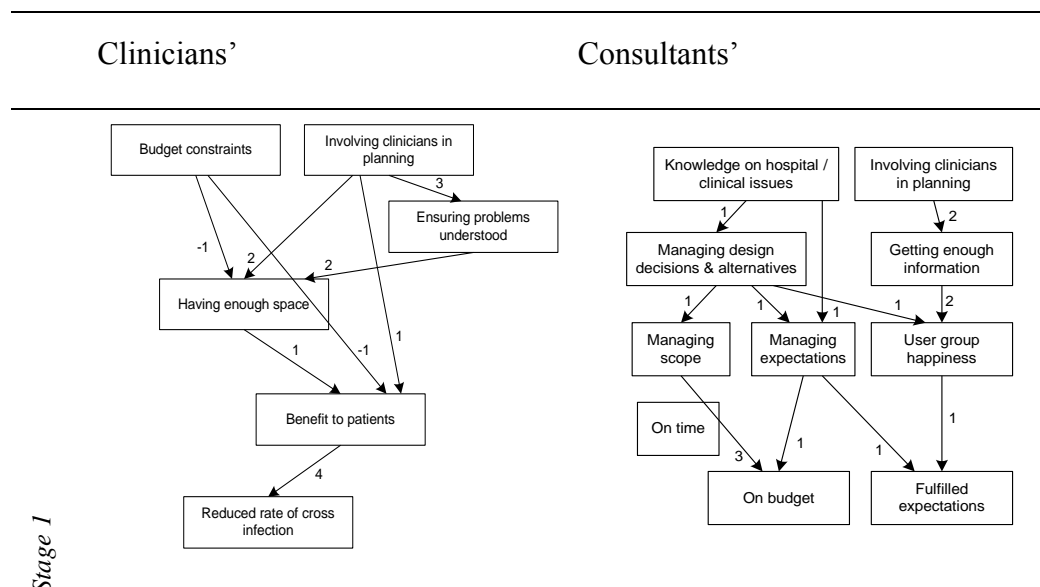 Clinicians’
Consultants’
Budget constraints
Involving clinicians in
planning
3
Ensuring problems
understood
-1
2
2
Having enough space
1
-1
1
Benefit to patients
4
Reduced rate of cross
infection
Knowledge on hospital /
clinical issues
Involving clinicians
in planning
1
2
Managing design
decisions & alternatives
Getting enough
information
1
1
1
1
2
Managing
scope
Managing
expectations
User group
happiness
On time
3
1
1
1
On budget
Fulfilled
expectations
Stage 1